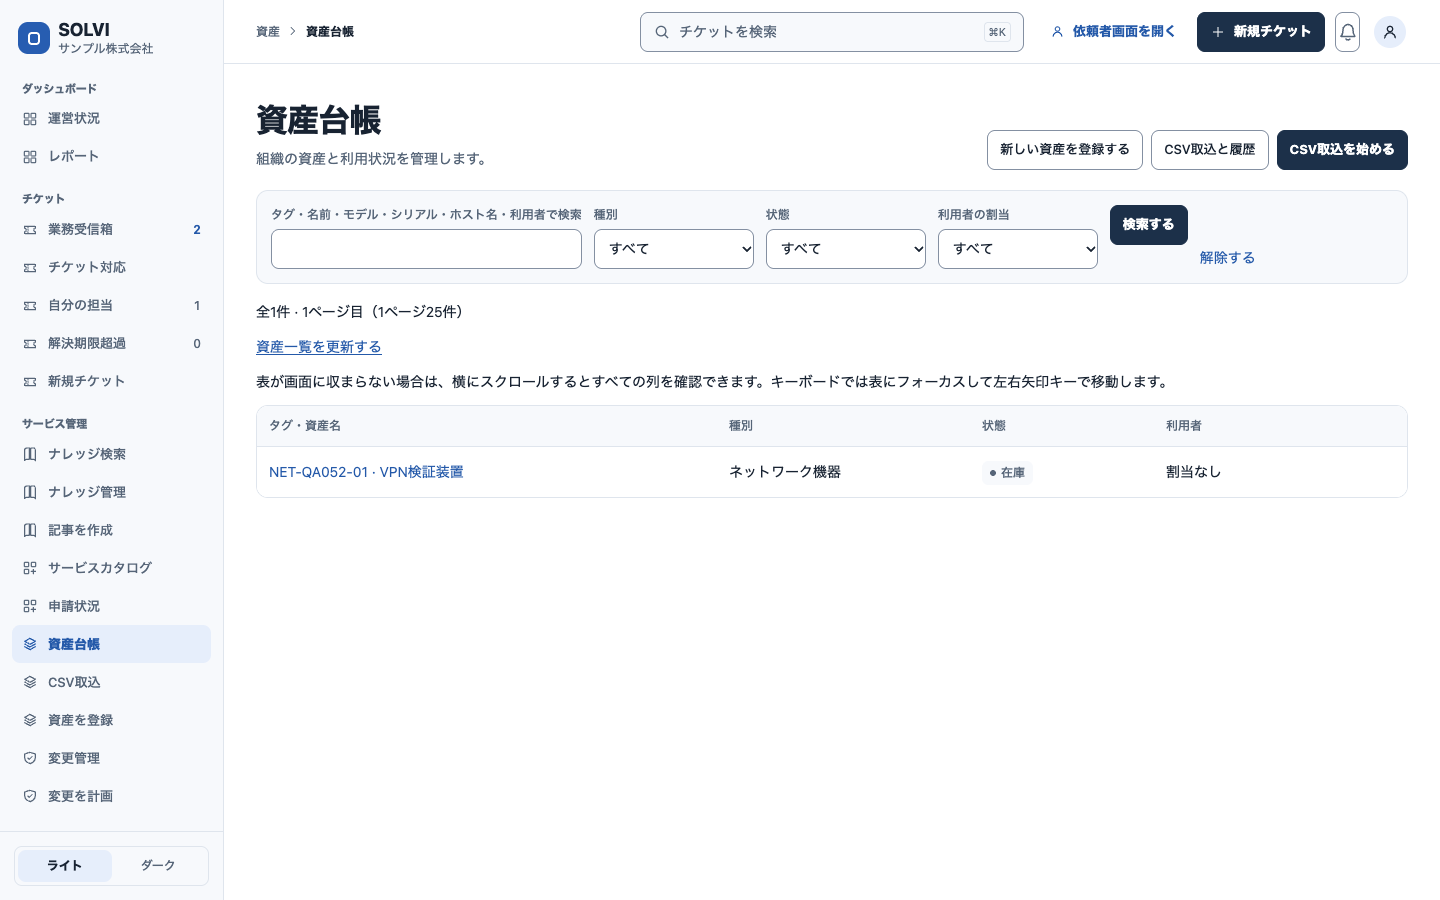 SOLVI
サンプル株式会社
ダッシュボード
運営状況
レポート
チケット
業務受信箱 2
チケット対応
自分の担当 1
解決期限超過 0
新規チケット
サービス管理
ナレッジ検索
ナレッジ管理
記事を作成
サービスカタログ
申請状況
資産台帳
CSV取込
資産を登録
変更管理
変更を計画
ライト ダーク
資産 > 資産台帳
チケットを検索 ⌘K
依頼者画面を開く
+ 新規チケット
資産台帳
組織の資産と利用状況を管理します。
新しい資産を登録する CSV取込と履歴 CSV取込を始める
タグ・名前・モデル・シリアル・ホスト名・利用者で検索 種別 状態 利用者の割当
すべて すべて すべて
検索する
解除する
全1件 · 1ページ目（1ページ25件）
資産一覧を更新する
表が画面に収まらない場合は、横にスクロールするとすべての列を確認できます。キーボードでは表にフォーカスして左右矢印キーで移動します。
タグ・資産名 種別 状態 利用者
NET-QA052-01 · VPN検証装置 ネットワーク機器 在庫 割当なし